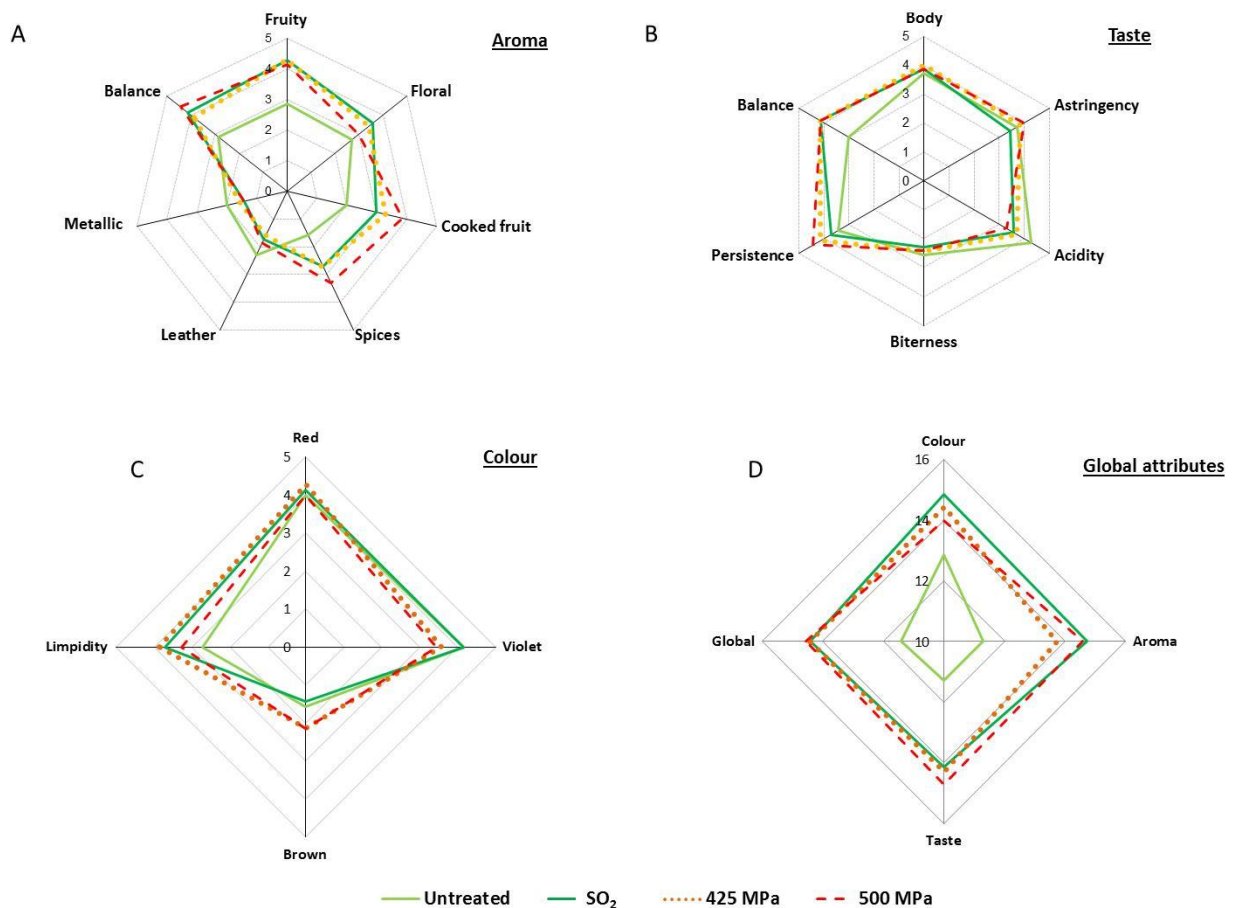 A
Aroma
Fruity
5
4
3
2
1
0
Balance
Floral
Metallic
Cooked fruit
Leather
Spices
B
Taste
Body
5
4
3
2
1
0
Balance
Astringency
Persistence
Acidity
Biterness
C
Colour
Red
5
4
3
2
1
0
Limpidity
Violet
Brown
D
Global attributes
Colour
16
14
12
10
Global
Aroma
Taste
Untreated SO₂ 425 MPa 500 MPa